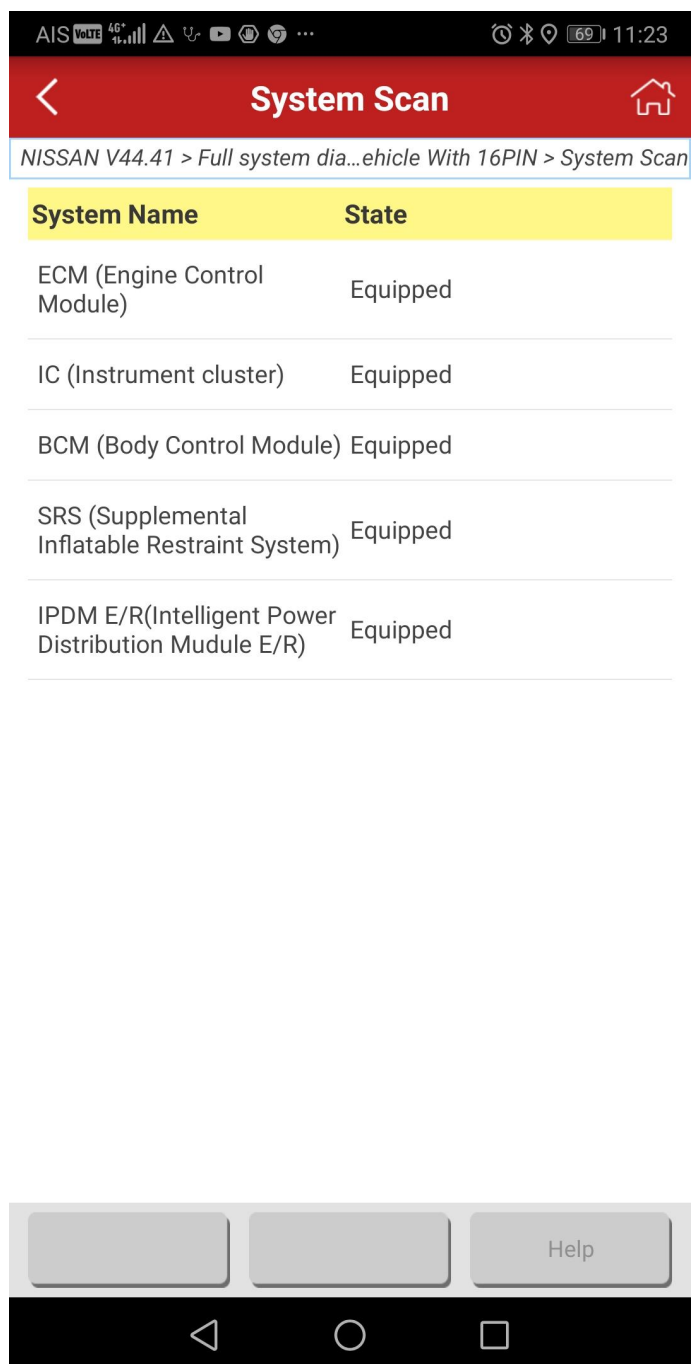 AIS VoLTE 4G+ 69 11:23
System Scan
NISSAN V44.41 > Full system dia...ehicle With 16PIN > System Scan
System Name State
ECM (Engine Control
Module) Equipped
IC (Instrument cluster) Equipped
BCM (Body Control Module) Equipped
SRS (Supplemental
Inflatable Restraint System) Equipped
IPDM E/R(Intelligent Power
Distribution Mudule E/R) Equipped
Help